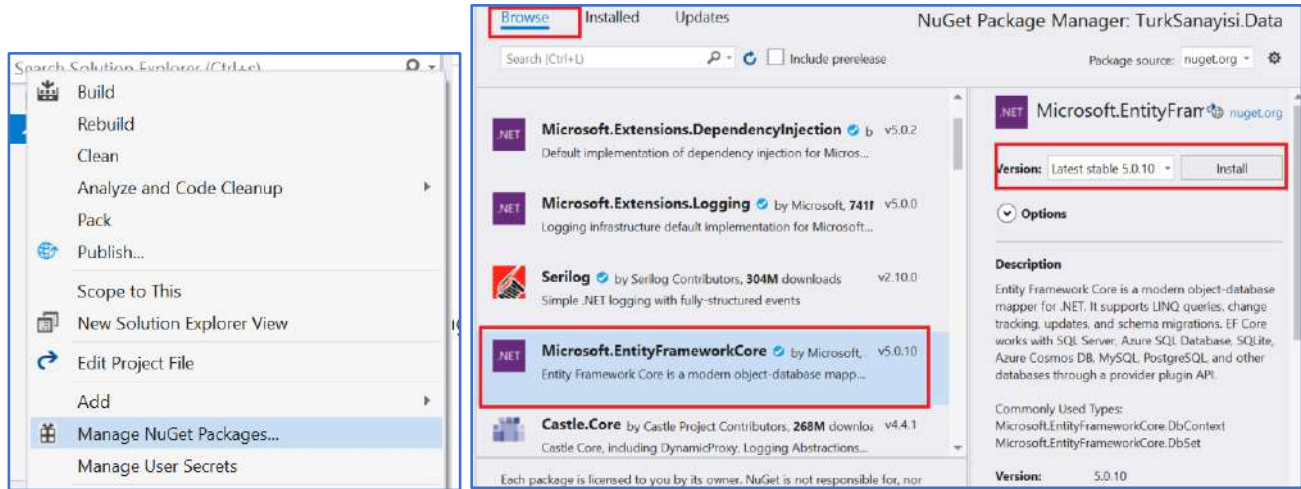 Search Solution Explorer (Ctrl+ş)
Build
Rebuild
Clean
Analyze and Code Cleanup
Pack
Publish...
Scope to This
New Solution Explorer View
Edit Project File
Add
Manage NuGet Packages...
Manage User Secrets
Browse Installed Updates
NuGet Package Manager: TurkSanayisi.Data
Search (Ctrl+L)
Include prerelease
Package source: nuget.org
Microsoft.Extensions.DependencyInjection b v5.0.2
Default implementation of dependency injection for Micros...
Microsoft.Extensions.Logging by Microsoft, 741 v5.0.0
Logging infrastructure default implementation for Microsoft...
Serilog by Serilog Contributors, 304M downloads v2.10.0
Simple .NET logging with fully-structured events
.NET
Microsoft.EntityFrameworkCore by Microsoft, v5.0.10
Entity Framework Core is a modern object-database mapp...
Castle.Core by Castle Project Contributors, 268M downloa v4.4.1
Castle Core, including DynamicProxy, Logging Abstractions...
Each package is licensed to you by its owner. NuGet is not responsible for, nor
.NET
Microsoft.EntityFram nuget.org
Version: Latest stable 5.0.10 Install
Options
Description
Entity Framework Core is a modern object-database
mapper for .NET. It supports LINQ queries, change
tracking, updates, and schema migrations. EF Core
works with SQL Server, Azure SQL Database, SQLite,
Azure Cosmos DB, MySQL, PostgreSQL, and other
databases through a provider plugin API.
Commonly Used Types:
Microsoft.EntityFrameworkCore.DbContext
Microsoft.EntityFrameworkCore.DbSet
Version: 5.0.10